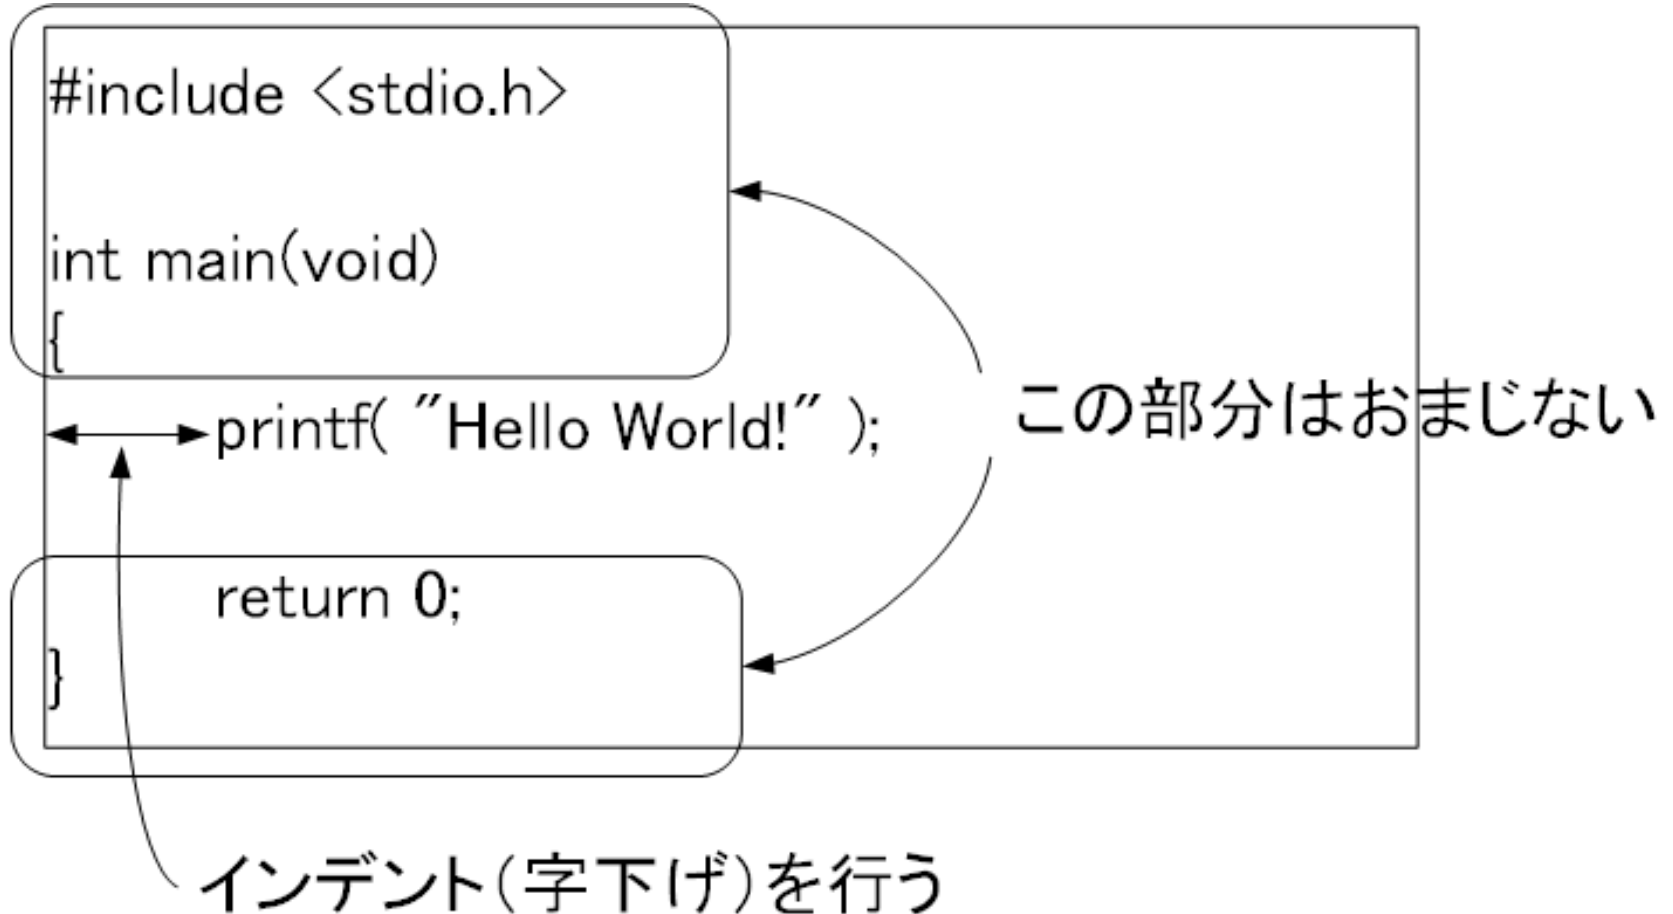 #include <stdio.h>
int main(void)
{
printf( "Hello World!" );
この部分はおまじない
return 0;
}
インデント(字下げ)を行う